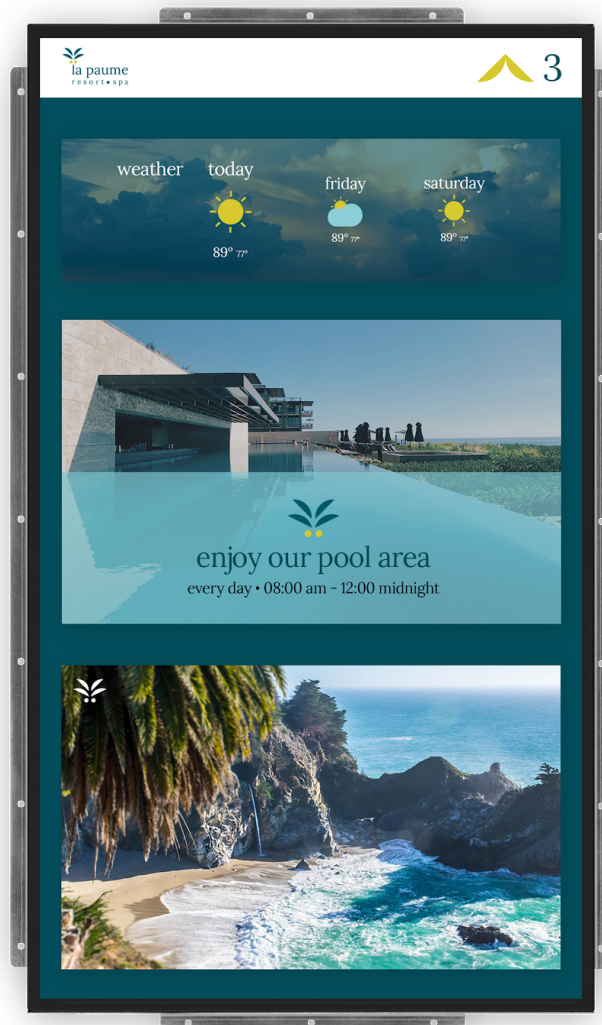 la paume
resort•spa
3
weather today
friday
saturday
89° 77°
89° 77°
89° 77°
enjoy our pool area
every day • 08:00 am - 12:00 midnight